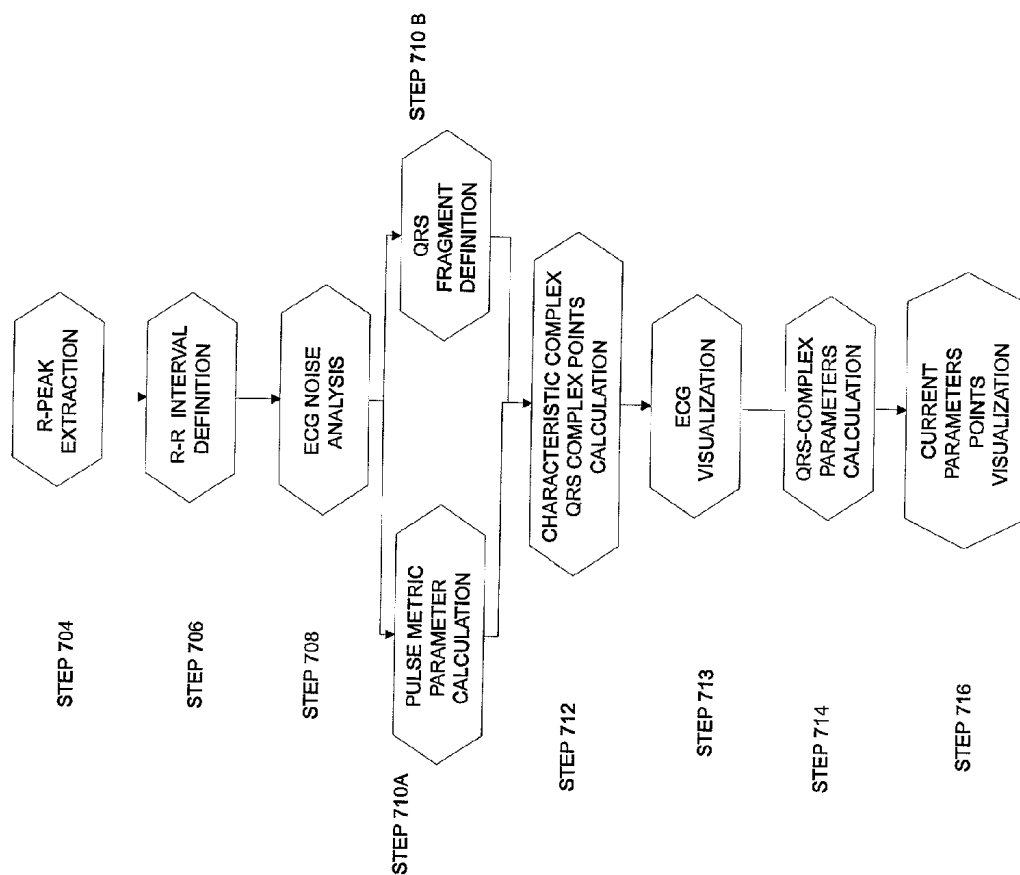 STEP 704
R-PEAK
EXTRACTION
STEP 706
R-R INTERVAL
DEFINITION
STEP 708
ECG NOISE
ANALYSIS
STEP 710A
PULSE METRIC
PARAMETER
CALCULATION
STEP 710 B
QRS
FRAGMENT
DEFINITION
STEP 712
CHARACTERISTIC COMPLEX
QRS COMPLEX POINTS
CALCULATION
STEP 713
ECG
VISUALIZATION
STEP 714
QRS-COMPLEX
PARAMETERS
CALCULATION
STEP 716
CURRENT
PARAMETERS
POINTS
VISUALIZATION